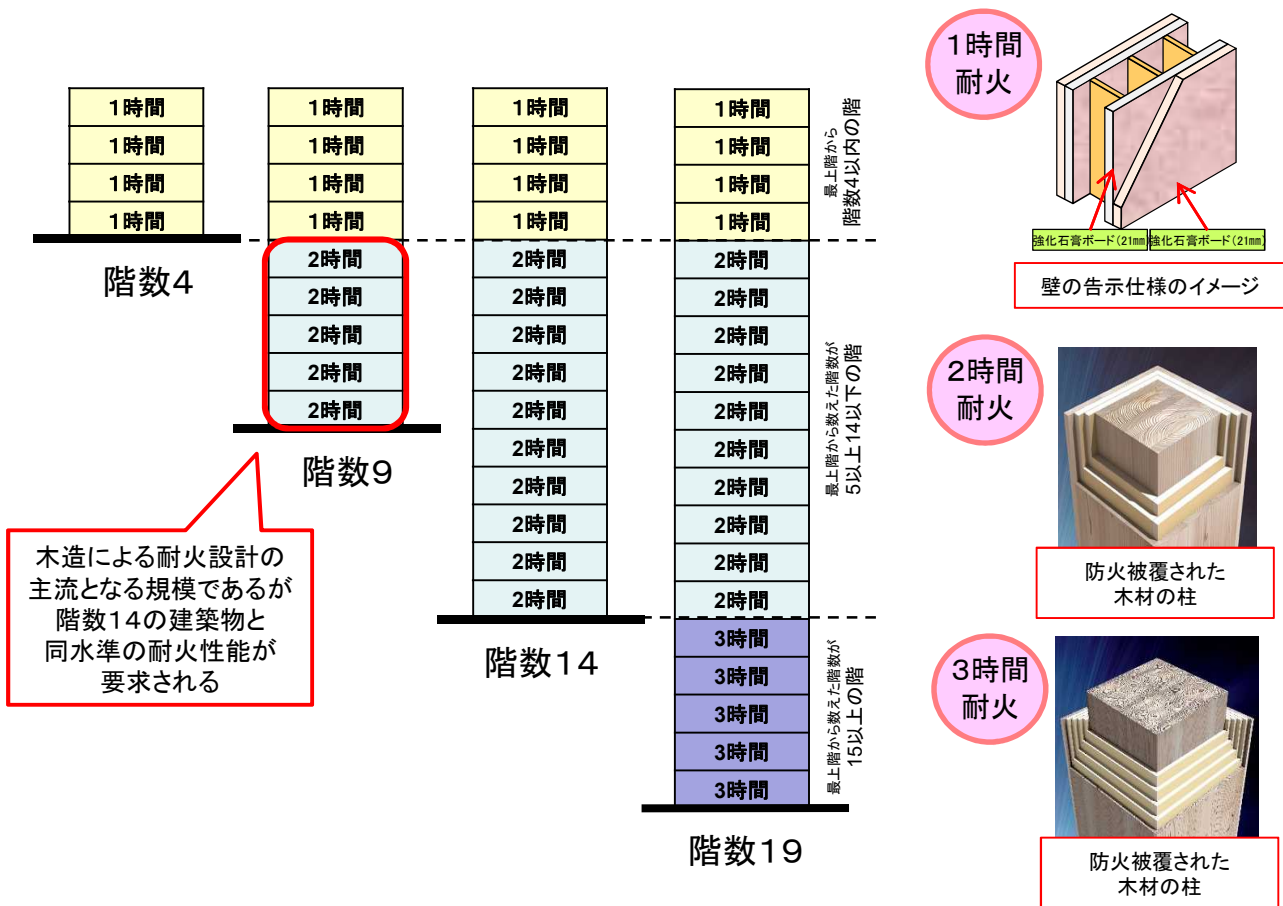 1時間
1時間
1時間
1時間
階数4
1時間
1時間
1時間
1時間
2時間
2時間
2時間
2時間
2時間
階数9
木造による耐火設計の
主流となる規模であるが
階数14の建築物と
同水準の耐火性能が
要求される
1時間
1時間
1時間
1時間
2時間
2時間
2時間
2時間
2時間
2時間
2時間
2時間
2時間
2時間
階数14
1時間
1時間
1時間
1時間
2時間
2時間
2時間
2時間
2時間
2時間
2時間
2時間
2時間
2時間
3時間
3時間
3時間
3時間
3時間
階数19
最上階から
階数4以内の階
最上階から数えた階数が
5以上14以下の階
最上階から数えた階数が
15以上の階
1時間
耐火
強化石膏ボード(21mm)
強化石膏ボード(21mm)
壁の告示仕様のイメージ
2時間
耐火
防火被覆された
木材の柱
3時間
耐火
防火被覆された
木材の柱